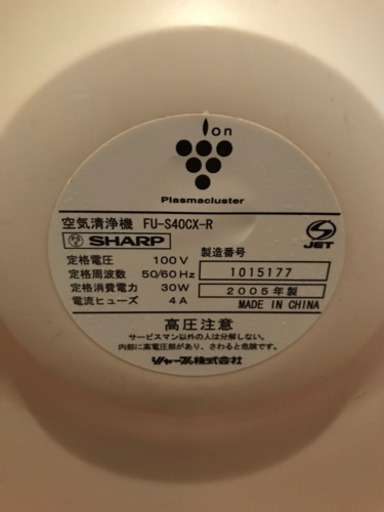 Ion
Plasmacluster
空気清浄機 FU-S40CX-R
SHARP
JET
定格電圧 100V
定格周波数 50/60Hz
定格消費電力 30W
電流ヒューズ 4A
製造番号
1015177
2005年製
MADE IN CHINA
高圧注意
サービスマン以外の人は分解しない。
内部に高電圧部があり、さわると危険です。
シャープ株式会社